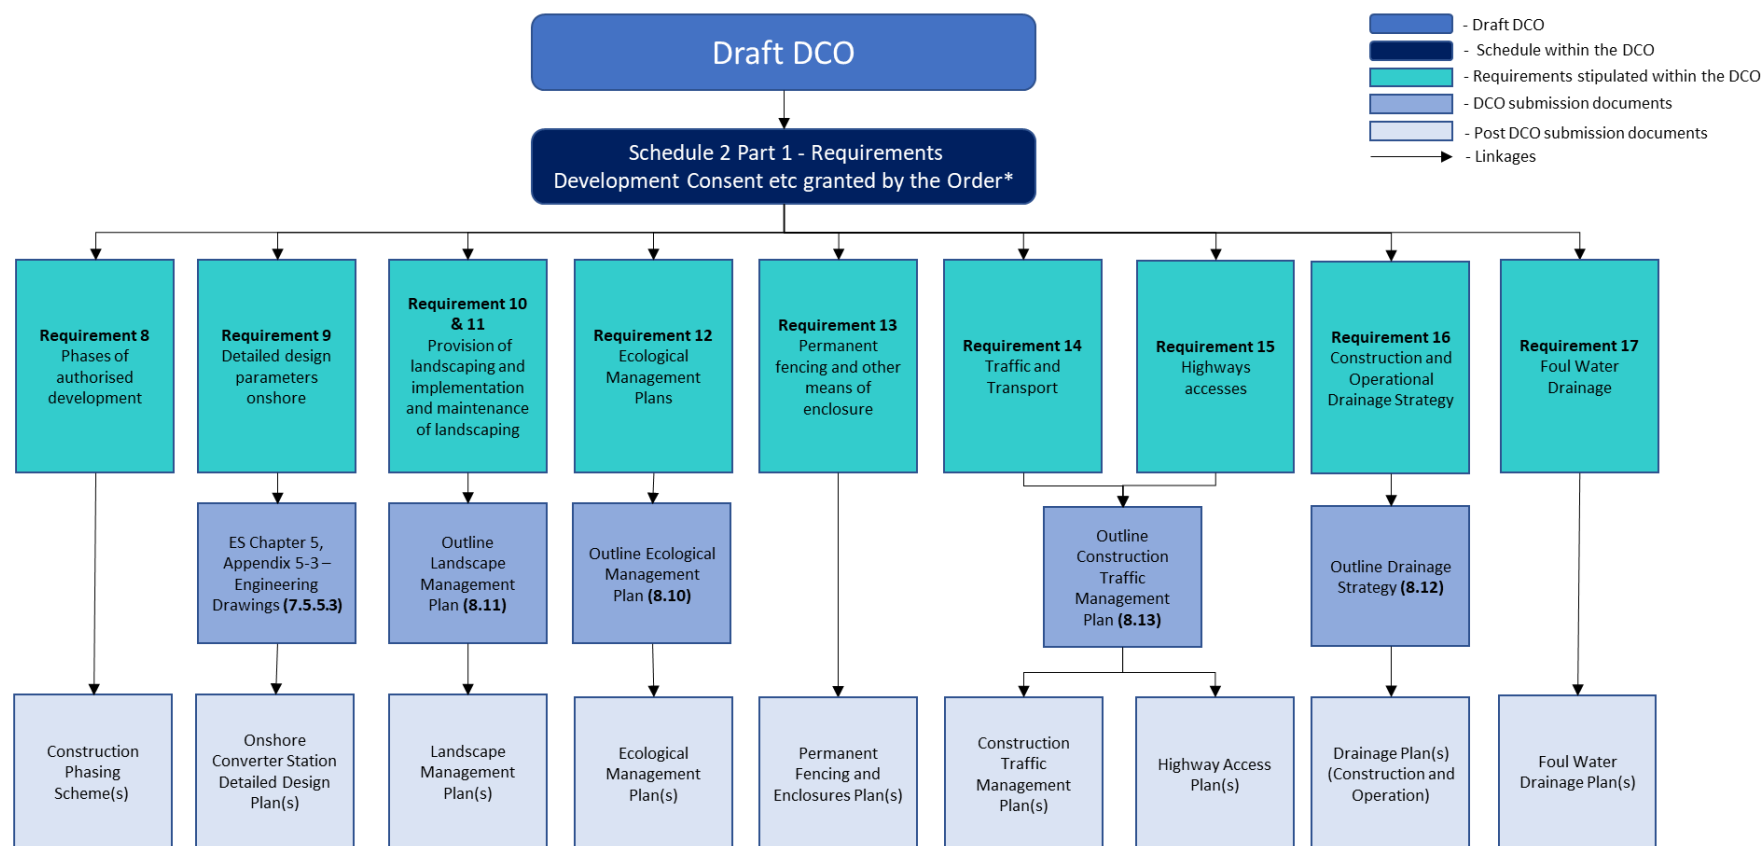 Draft DCO
- Draft DCO
- Schedule within the DCO
- Requirements stipulated within the DCO
- DCO submission documents
- Post DCO submission documents
- Linkages
Schedule 2 Part 1 - Requirements
Development Consent etc granted by the Order*
Requirement 8
Phases of
authorised
development
Requirement 9
Detailed design
parameters
onshore
Requirement 10
& 11
Provision of
landscaping and
implementation
and maintenance
of landscaping
Requirement 12
Ecological
Management
Plans
Requirement 13
Permanent
fencing and other
means of
enclosure
Requirement 14
Traffic and
Transport
Requirement 15
Highways
accesses
Requirement 16
Construction and
Operational
Drainage Strategy
Requirement 17
Foul Water
Drainage
ES Chapter 5,
Appendix 5-3 –
Engineering
Drawings (7.5.5.3)
Outline
Landscape
Management
Plan (8.11)
Outline Ecological
Management
Plan (8.10)
Outline
Construction
Traffic
Management
Plan (8.13)
Outline Drainage
Strategy (8.12)
Construction
Phasing
Scheme(s)
Onshore
Converter Station
Detailed Design
Plan(s)
Landscape
Management
Plan(s)
Ecological
Management
Plan(s)
Permanent
Fencing and
Enclosures Plan(s)
Construction
Traffic
Management
Plan(s)
Highway Access
Plan(s)
Drainage Plan(s)
(Construction and
Operation)
Foul Water
Drainage Plan(s)